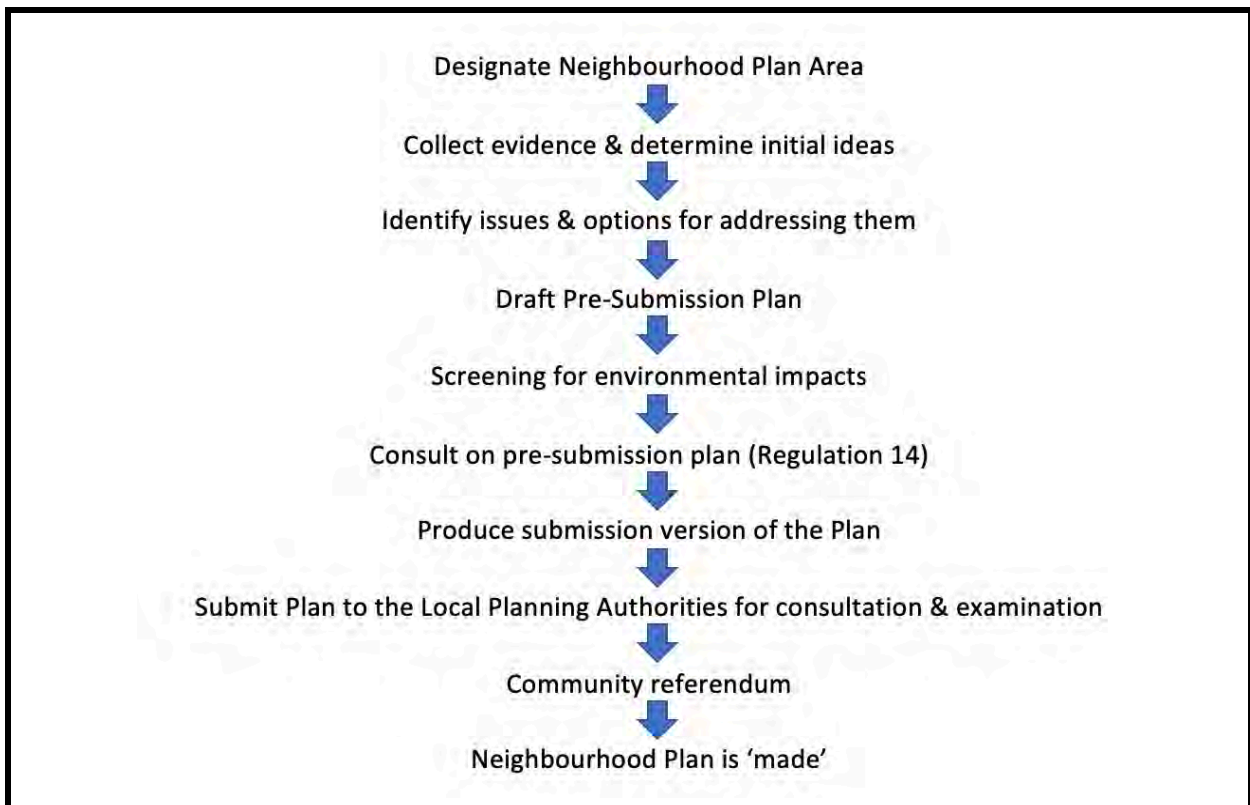 Designate Neighbourhood Plan Area
Collect evidence & determine initial ideas
Identify issues & options for addressing them
Draft Pre-Submission Plan
Screening for environmental impacts
Consult on pre-submission plan (Regulation 14)
Produce submission version of the Plan
Submit Plan to the Local Planning Authorities for consultation & examination
Community referendum
Neighbourhood Plan is ‘made’